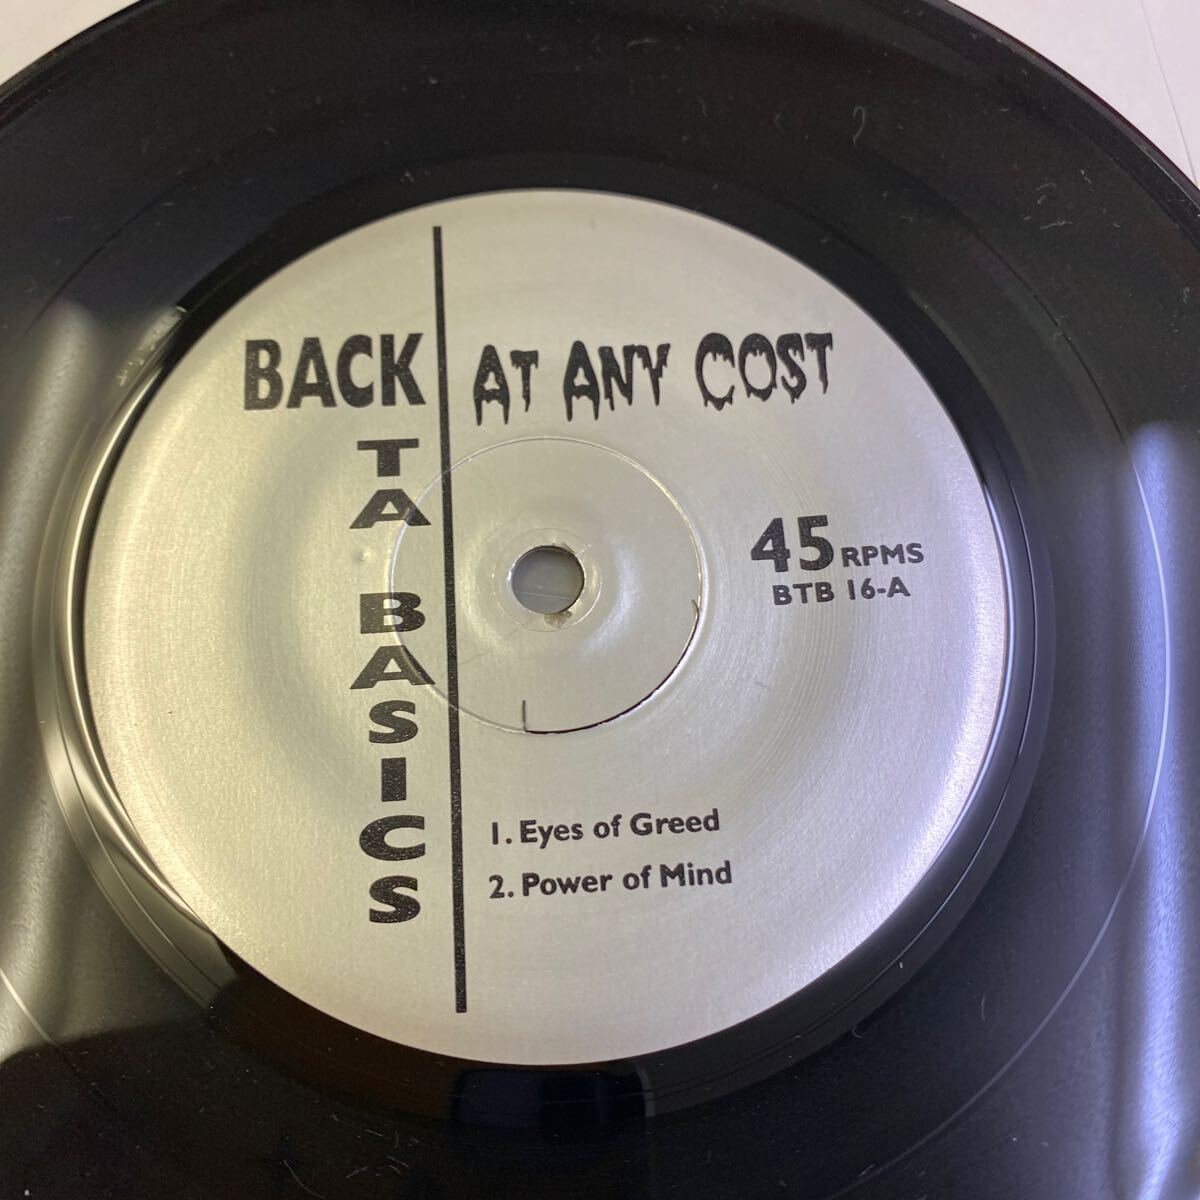 BACK
TA BASICS
AT ANY COST
45 RPMS
BTB 16-A
1. Eyes of Greed
2. Power of Mind